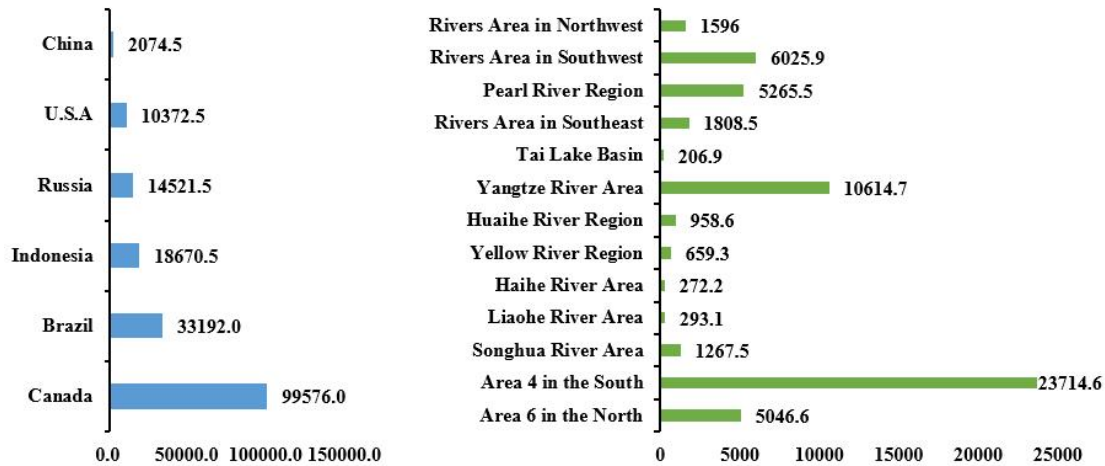 China 2074.5
U.S.A 10372.5
Russia 14521.5
Indonesia 18670.5
Brazil 33192.0
Canada 99576.0
0.0 50000.0 100000.0 150000.0
Rivers Area in Northwest 1596
Rivers Area in Southwest 6025.9
Pearl River Region 5265.5
Rivers Area in Southeast 1808.5
Tai Lake Basin 206.9
Yangtze River Area 10614.7
Huaihe River Region 958.6
Yellow River Region 659.3
Haihe River Area 272.2
Liaohe River Area 293.1
Songhua River Area 1267.5
Area 4 in the South 23714.6
Area 6 in the North 5046.6
0 5000 10000 15000 20000 25000